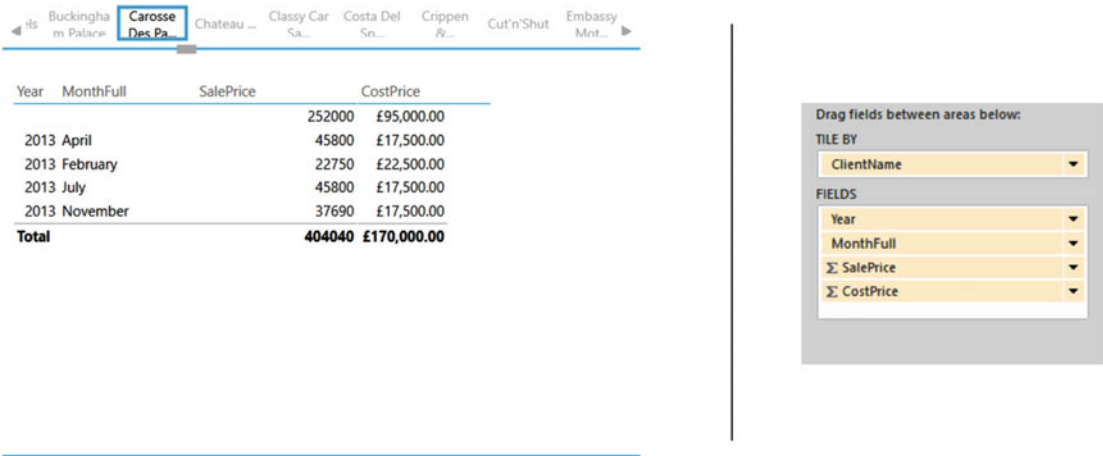 els Buckingha m Palace Carosse Des Pa... Chateau ... Classy Car Sa... Costa Del Sn... Crippen &... Cut'n'Shut Embassy Mot...
Year MonthFull SalePrice CostPrice
252000 £95,000.00
2013 April 45800 £17,500.00
2013 February 22750 £22,500.00
2013 July 45800 £17,500.00
2013 November 37690 £17,500.00
Total 404040 £170,000.00
Drag fields between areas below:
TILE BY
ClientName
FIELDS
Year
MonthFull
Σ SalePrice
Σ CostPrice